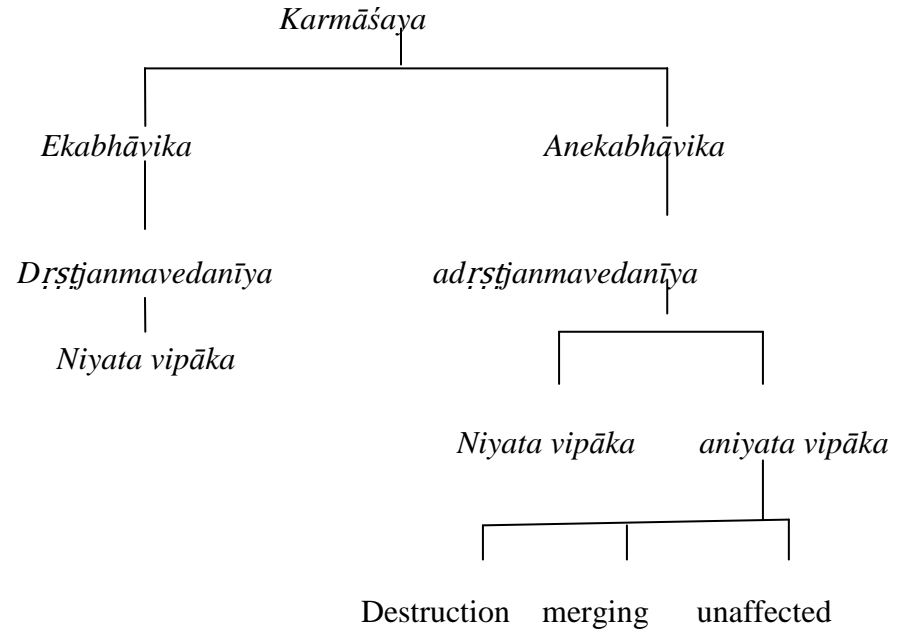 Karmāśaya
Ekabhāvika Anekabhāvika
Dṛṣṭjanmavedanīya adṛṣṭjanmavedanīya
Niyata vipāka
Niyata vipāka aniyata vipāka
Destruction merging unaffected